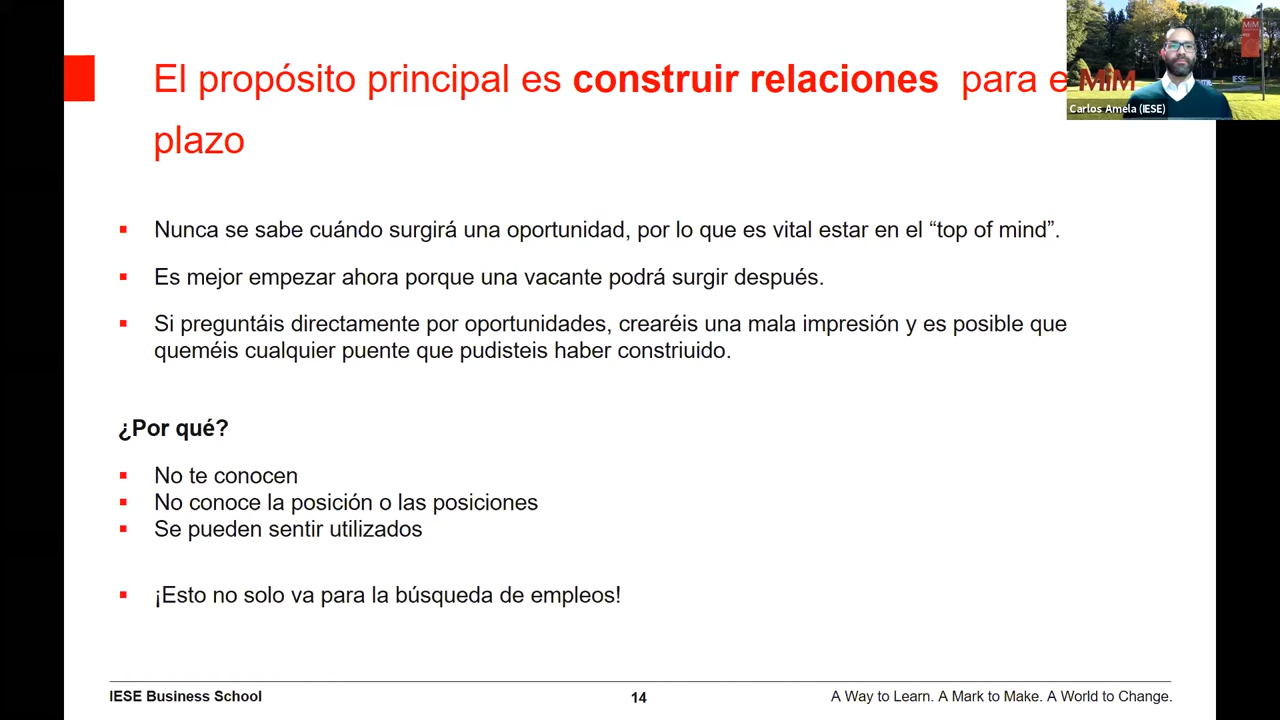 El propósito principal es construir relaciones para e
plazo
MiM
MiM
IESE
Carlos Amela (IESE)
Nunca se sabe cuándo surgirá una oportunidad, por lo que es vital estar en el “top of mind”.
Es mejor empezar ahora porque una vacante podrá surgir después.
Si preguntáis directamente por oportunidades, crearéis una mala impresión y es posible que
queméis cualquier puente que pudisteis haber constriuido.
¿Por qué?
No te conocen
No conoce la posición o las posiciones
Se pueden sentir utilizados
¡Esto no solo va para la búsqueda de empleos!
IESE Business School
14
A Way to Learn. A Mark to Make. A World to Change.